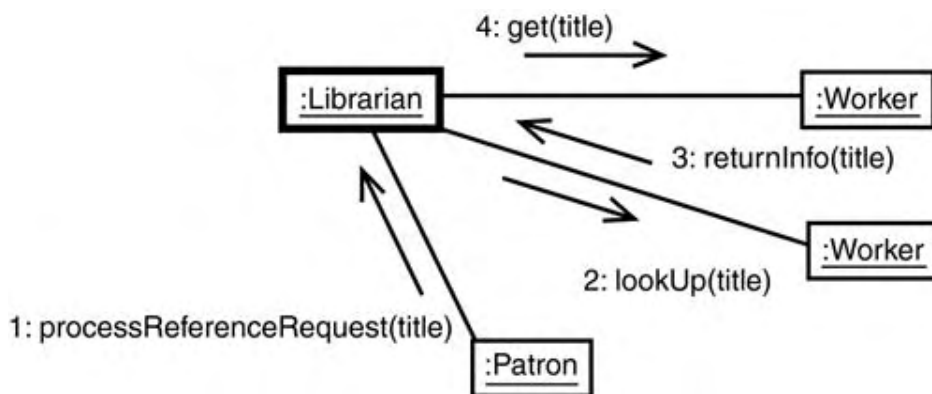 4: get(title)
:Librarian
:Worker
3: returnInfo(title)
:Worker
2: lookUp(title)
1: processReferenceRequest(title)
:Patron